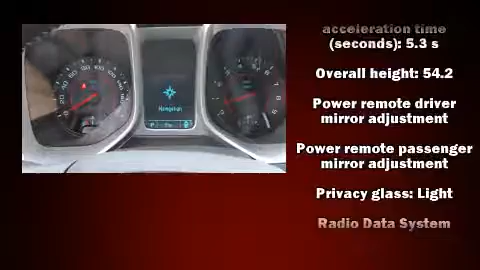 acceleration time
(seconds): 5.3 s
Overall height: 54.2
Power remote driver
mirror adjustment
Power remote passenger
mirror adjustment
Privacy glass: Light
Radio Data System
Navigation